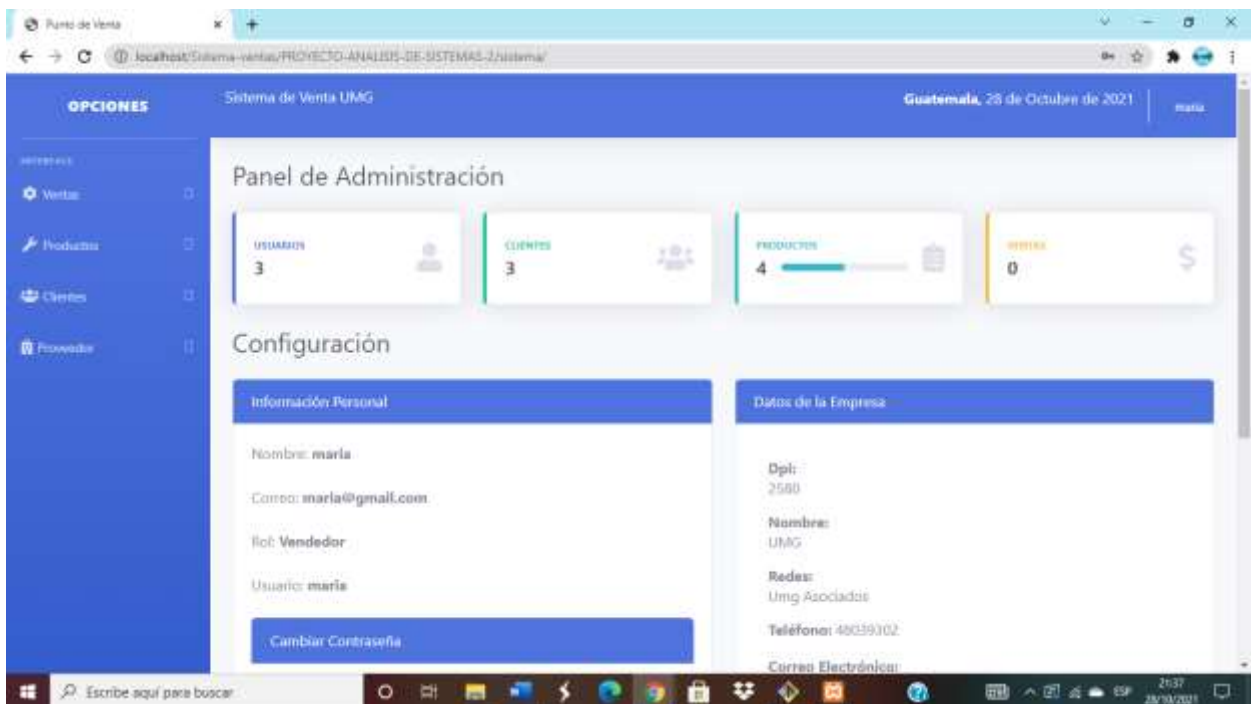 Punto de Venta
localhost/Sistema-ventas/PROYECTO-ANALISIS-DE-SISTEMAS-2/sistema/
OPCIONES
Sistema de Venta UMG
Guatemala, 28 de Octubre de 2021
maria
INTERFACE
Ventas
Productos
Clientes
Proveedor
Panel de Administración
USUARIOS
3
CLIENTES
3
PRODUCTOS
4
VENTAS
0
Configuración
Información Personal
Nombre: maria
Correo: maria@gmail.com
Rol: Vendedor
Usuario: maria
Cambiar Contraseña
Datos de la Empresa
Dpi:
2580
Nombre:
UMG
Redes:
Umg Asociados
Teléfono: 48039302
Correo Electrónico:
Escribe aquí para buscar
ESP
21:37
28/10/2021